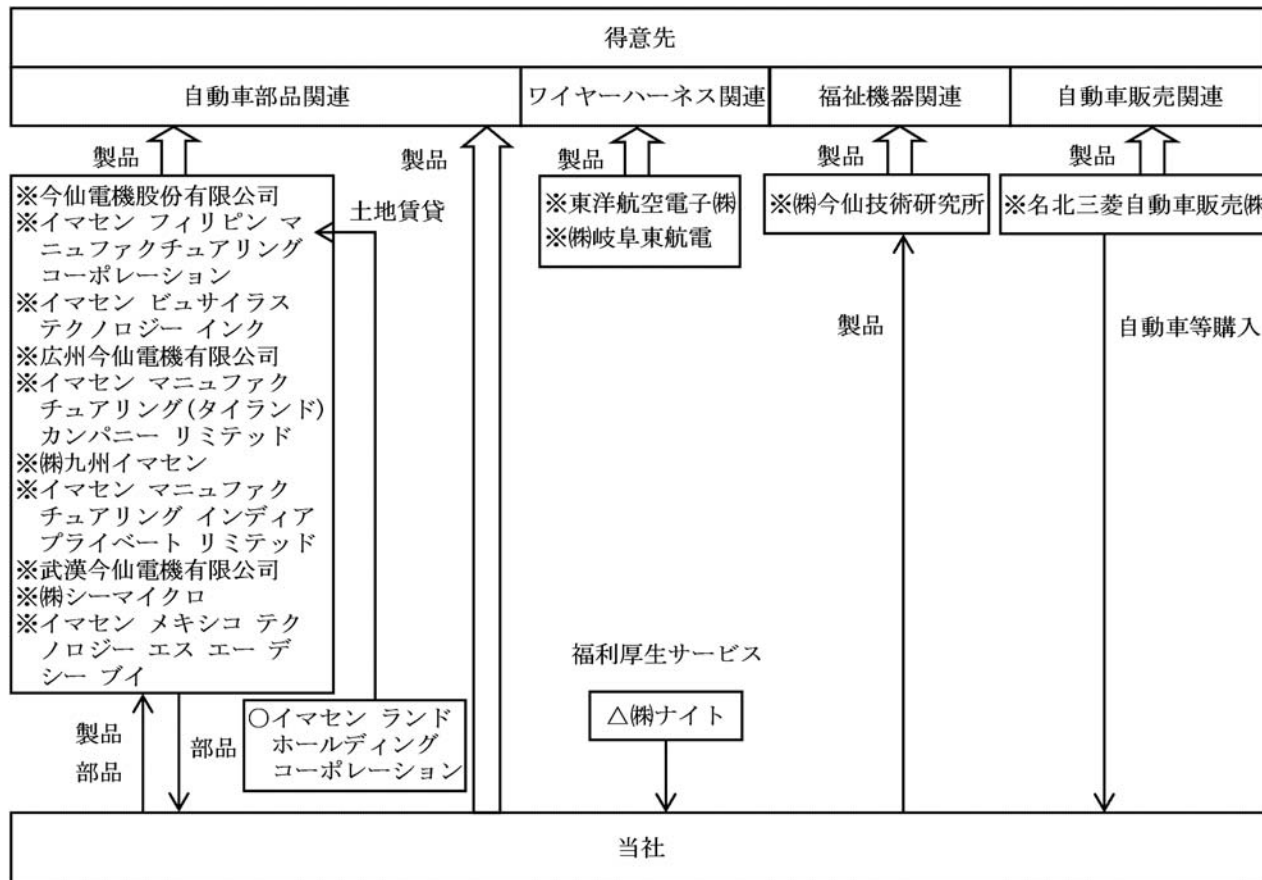 得意先
自動車部品関連
ワイヤーハーネス関連
福祉機器関連
自動車販売関連
製品
製品
製品
製品
製品
※今仙電機股份有限公司
※イマセン フィリピン マ
ニュファクチュアリング
コーポレーション
※イマセン ビュサイラス
テクノロジー インク
※広州今仙電機有限公司
※イマセン マニュファク
チュアリング(タイランド)
カンパニー リミテッド
※㈱九州イマセン
※イマセン マニュファク
チュアリング インディア
プライベート リミテッド
※武漢今仙電機有限公司
※㈱シーマイクロ
※イマセン メキシコ テク
ノロジー エス エー デ
シー ブイ
土地賃貸
※東洋航空電子㈱
※㈱岐阜東航電
※㈱今仙技術研究所
※名北三菱自動車販売㈱
製品
自動車等購入
福利厚生サービス
△㈱ナイト
製品
部品
部品
○イマセン ランド
ホールディング
コーポレーション
当社